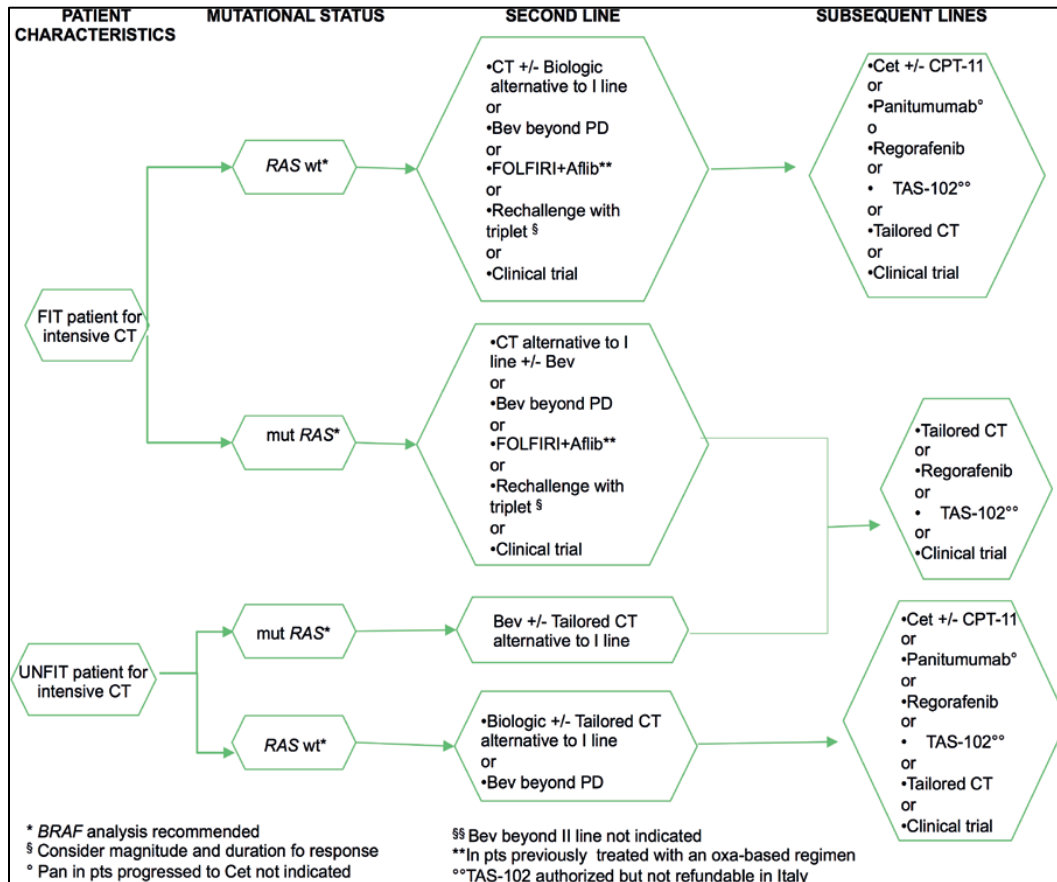 PATIENT
CHARACTERISTICS
MUTATIONAL STATUS
SECOND LINE
SUBSEQUENT LINES
FIT patient for
intensive CT
RAS wt*
•CT +/- Biologic
alternative to I line
or
•Bev beyond PD
or
•FOLFIRI+Aflib**
or
•Rechallenge with
triplet §
or
•Clinical trial
•Cet +/- CPT-11
or
•Panitumumab°
o
•Regorafenib
or
• TAS-102°°
or
•Tailored CT
or
•Clinical trial
mut RAS*
•CT alternative to I
line +/- Bev
or
•Bev beyond PD
or
•FOLFIRI+Aflib**
or
•Rechallenge with
triplet §
or
•Clinical trial
•Tailored CT
or
•Regorafenib
or
• TAS-102°°
or
•Clinical trial
UNFIT patient for
intensive CT
mut RAS*
Bev +/- Tailored CT
alternative to I line
RAS wt*
•Biologic +/- Tailored CT
alternative to I line
or
•Bev beyond PD
•Cet +/- CPT-11
or
•Panitumumab°
or
•Regorafenib
or
• TAS-102°°
or
•Tailored CT
or
•Clinical trial
* BRAF analysis recommended
§ Consider magnitude and duration fo response
° Pan in pts progressed to Cet not indicated
§§ Bev beyond II line not indicated
**In pts previously treated with an oxa-based regimen
°°TAS-102 authorized but not refundable in Italy